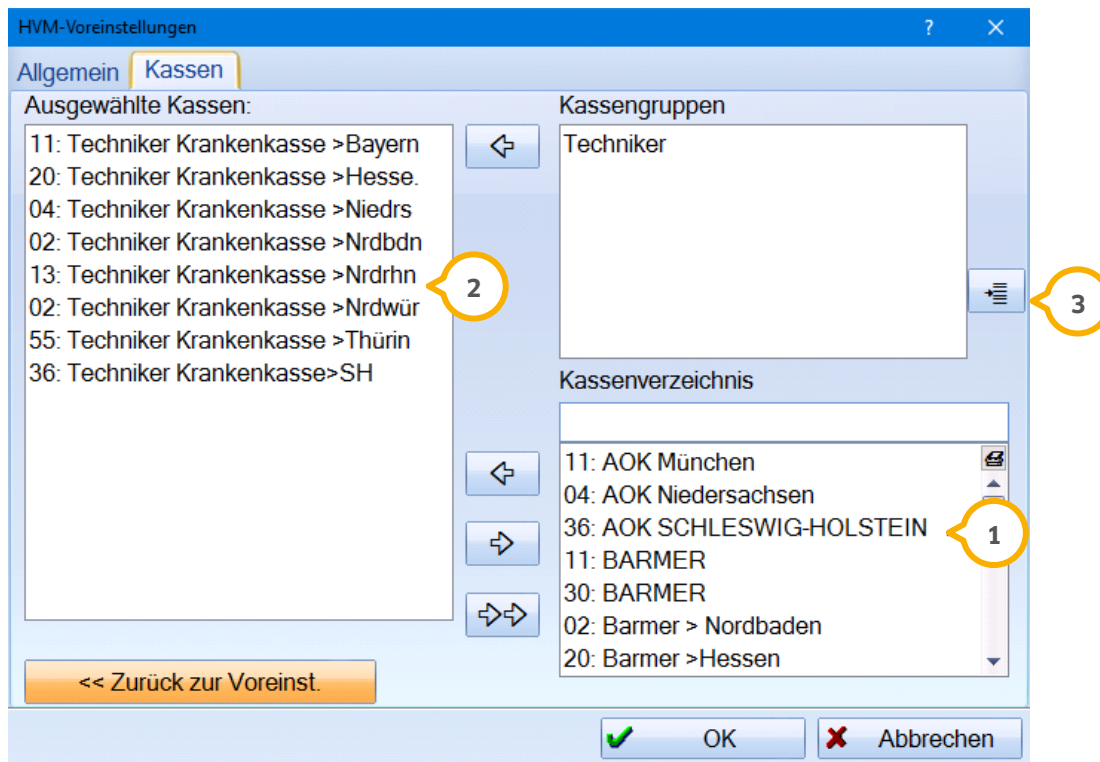 HVM-Voreinstellungen
?
Allgemein
Kassen
Ausgewählte Kassen:
11: Techniker Krankenkasse >Bayern
20: Techniker Krankenkasse >Hesse.
04: Techniker Krankenkasse >Niedrs
02: Techniker Krankenkasse >Nrdbdn
13: Techniker Krankenkasse >Nrdrhn
02: Techniker Krankenkasse >Nrdwür
55: Techniker Krankenkasse >Thürin
36: Techniker Krankenkasse>SH
2
Kassengruppen
Techniker
3
Kassenverzeichnis
11: AOK München
04: AOK Niedersachsen
36: AOK SCHLESWIG-HOLSTEIN
11: BARMER
30: BARMER
02: Barmer > Nordbaden
20: Barmer >Hessen
1
<< Zurück zur Voreinst.
OK
Abbrechen